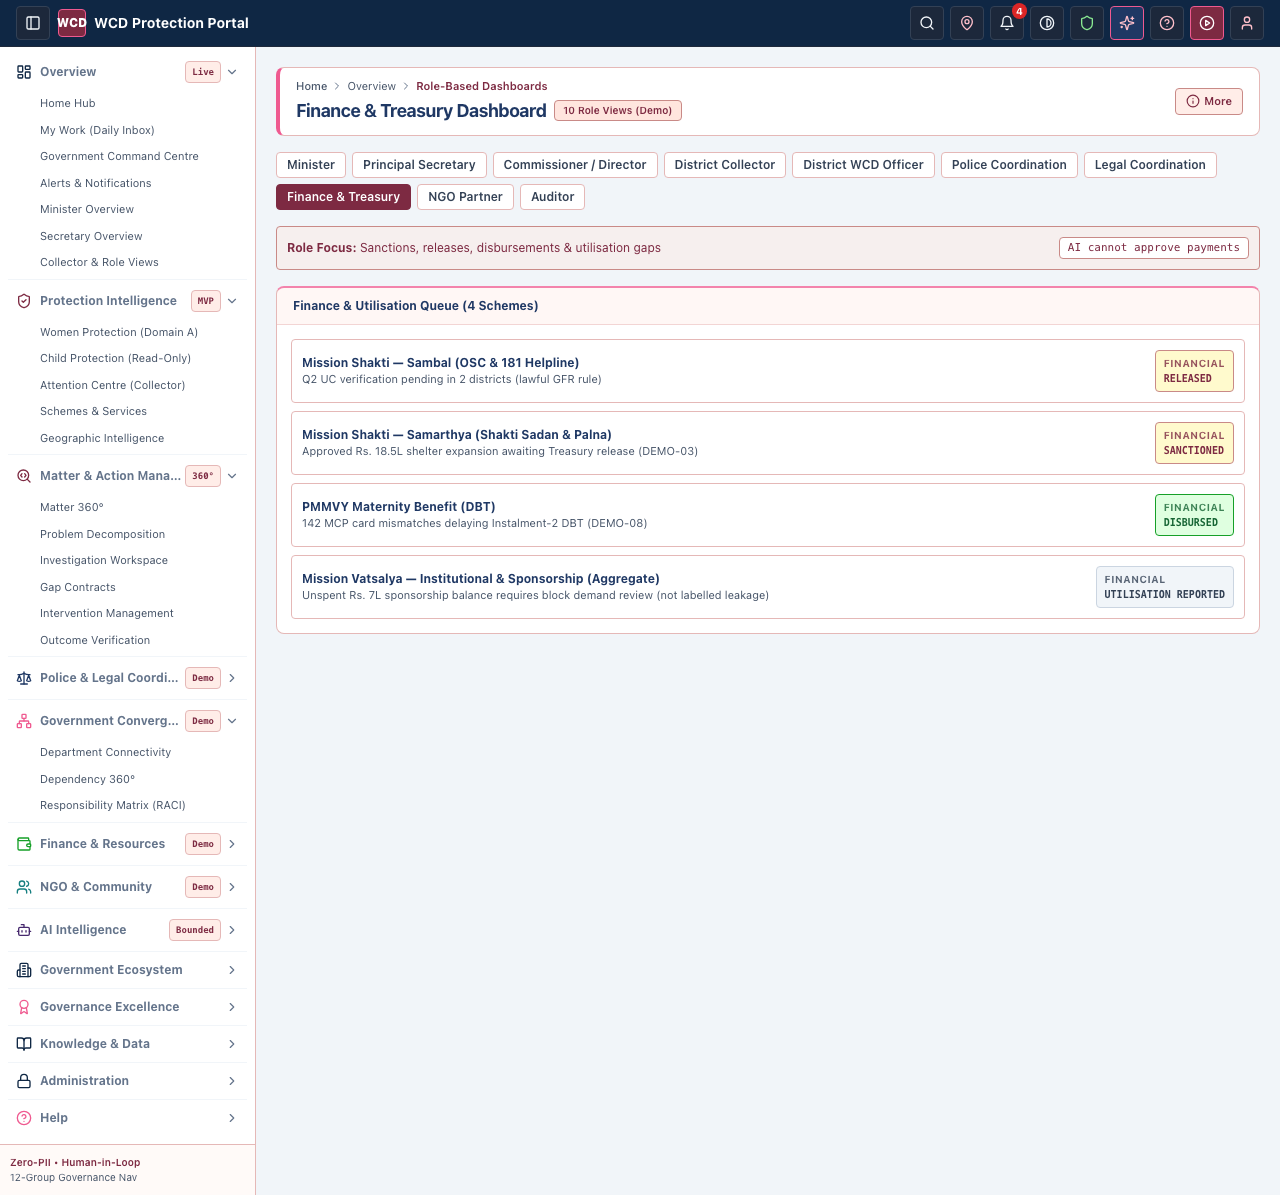 WCD
WCD Protection Portal
4
Overview
Live
Home Hub
My Work (Daily Inbox)
Government Command Centre
Alerts & Notifications
Minister Overview
Secretary Overview
Collector & Role Views
Protection Intelligence
MVP
Women Protection (Domain A)
Child Protection (Read-Only)
Attention Centre (Collector)
Schemes & Services
Geographic Intelligence
Matter & Action Mana...
360°
Matter 360°
Problem Decomposition
Investigation Workspace
Gap Contracts
Intervention Management
Outcome Verification
Police & Legal Coordi...
Demo
Government Converg...
Demo
Department Connectivity
Dependency 360°
Responsibility Matrix (RACI)
Finance & Resources
Demo
NGO & Community
Demo
AI Intelligence
Bounded
Government Ecosystem
Governance Excellence
Knowledge & Data
Administration
Help
Zero-PII • Human-in-Loop
12-Group Governance Nav
Home > Overview > Role-Based Dashboards
Finance & Treasury Dashboard
10 Role Views (Demo)
More
Minister
Principal Secretary
Commissioner / Director
District Collector
District WCD Officer
Police Coordination
Legal Coordination
Finance & Treasury
NGO Partner
Auditor
Role Focus: Sanctions, releases, disbursements & utilisation gaps
AI cannot approve payments
Finance & Utilisation Queue (4 Schemes)
Mission Shakti — Sambal (OSC & 181 Helpline)
Q2 UC verification pending in 2 districts (lawful GFR rule)
FINANCIAL
RELEASED
Mission Shakti — Samarthya (Shakti Sadan & Palna)
Approved Rs. 18.5L shelter expansion awaiting Treasury release (DEMO-03)
FINANCIAL
SANCTIONED
PMMVY Maternity Benefit (DBT)
142 MCP card mismatches delaying Instalment-2 DBT (DEMO-08)
FINANCIAL
DISBURSED
Mission Vatsalya — Institutional & Sponsorship (Aggregate)
Unspent Rs. 7L sponsorship balance requires block demand review (not labelled leakage)
FINANCIAL
UTILISATION REPORTED